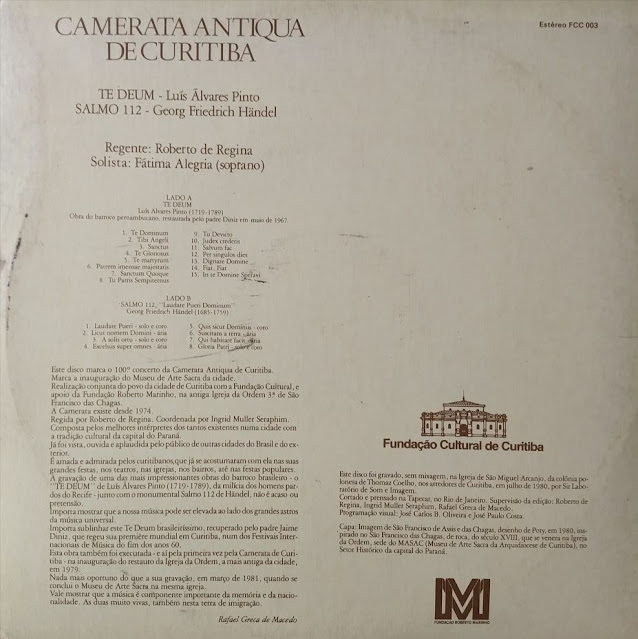 CAMERATA ANTIQUA
DE CURITIBA
Estéreo FCC 003
TE DEUM - Luís Álvares Pinto
SALMO 112 - Georg Friedrich Händel
Regente: Roberto de Regina
Solista: Fátima Alegria (soprano)
LADO A
TE DEUM
Luís Alvares Pinto (1719-1789)
Obra do barroco pernambucano, restaurada pelo padre Diniz em maio de 1967.
1. Te Dominum
2. Tibi Angeli
3. Sanctus
4. Te Gloriosus
5. Te martyrum
6. Patrem imensae majestatis
7. Sanctum Quoque
8. Tu Patris Sempiternus
9. Tu Devicto
10. Judex crederis
11. Salvum fac
12. Per singulos dies
13. Dignare Domine
14. Fiat, Fiat
15. In te Domine Speravi
LADO B
SALMO 112, "Laudate Pueri Dominum"
Georg Friedrich Händel (1685-1759)
1. Laudate Pueri - solo e coro
2. Licut nomem Domini - ária
3. A solis ortu - solo e coro
4. Excelsus super omnes - ária
5. Quis sicut Dominus - coro
6. Suscitans a terra - ária
7. Qui habitare facit - ária
8. Gloria Patri - solo e coro
Este disco marca o 100º concerto da Camerata Antiqua de Curitiba.
Marca a inauguração do Museu de Arte Sacra da cidade.
Realização conjunta do povo da cidade de Curitiba com a Fundação Cultural, e
apoio da Fundação Roberto Marinho, na antiga Igreja da Ordem 3ª de São
Francisco das Chagas.
A Camerata existe desde 1974.
Regida por Roberto de Regina. Coordenada por Ingrid Muller Seraphim.
Composta pelos melhores intérpretes dos tantos existentes numa cidade com
a tradição cultural da capital do Paraná.
Já foi vista, ouvida e aplaudida pelo público de outras cidades do Brasil e do ex-
terior.
É amada e admirada pelos curitibanos, que já se acostumaram com ela nas suas
grandes festas, nos teatros, nas igrejas, nos bairros, até nas festas populares.
A gravação de uma das mais impressionantes obras do barroco brasileiro - o
"TE DEUM" de Luís Álvares Pinto (1719-1789), da milícia dos homens par-
dos do Recife - junto com o monumental Salmo 112 de Händel, não é acaso ou
pretensão.
Importa mostrar que a nossa música pode ser elevada ao lado dos grandes astros
da música universal.
Importa sublinhar este Te Deum brasileiríssimo, recuperado pelo padre Jaime
Diniz, que regeu sua première mundial em Curitiba, num dos Festivais Inter-
nacionais de Música do fim dos anos 60.
Esta obra também foi executada - e aí pela primeira vez pela Camerata de Curi-
tiba - na inauguração do restauro da Igreja da Ordem, a mais antiga da cidade,
em 1979.
Nada mais oportuno do que a sua gravação, em março de 1981, quando se
conclui o Museu de Arte Sacra na mesma igreja.
Vale mostrar que a música é componente importante da memória e da nacio-
nalidade. As duas muito vivas, também nesta terra de imigração.
Rafael Greca de Macedo
Fundação Cultural de Curitiba
Este disco foi gravado, sem mixagem, na Igreja de São Miguel Arcanjo, da colônia po-
lonesa de Thomaz Coelho, nos arredores de Curitiba, em julho de 1980, por Sir Labo-
ratório de Som e Imagem.
Cortado e prensado na Tapecar, no Rio de Janeiro. Supervisão da edição: Roberto de
Regina, Ingrid Muller Seraphim, Rafael Greca de Macedo.
Programação visual: José Carlos B. Oliveira e José Paulo Costa.
Capa: Imagem de São Francisco de Assis e das Chagas, desenho de Poty, em 1980, ins-
pirado no São Francisco das Chagas, de roca, do século XVIII, que se venera na Igreja
da Ordem, sede do MASAC (Museu de Arte Sacra da Arquidiocese de Curitiba), no
Setor Histórico da capital do Paraná.
FUNDAÇÃO ROBERTO MARINHO